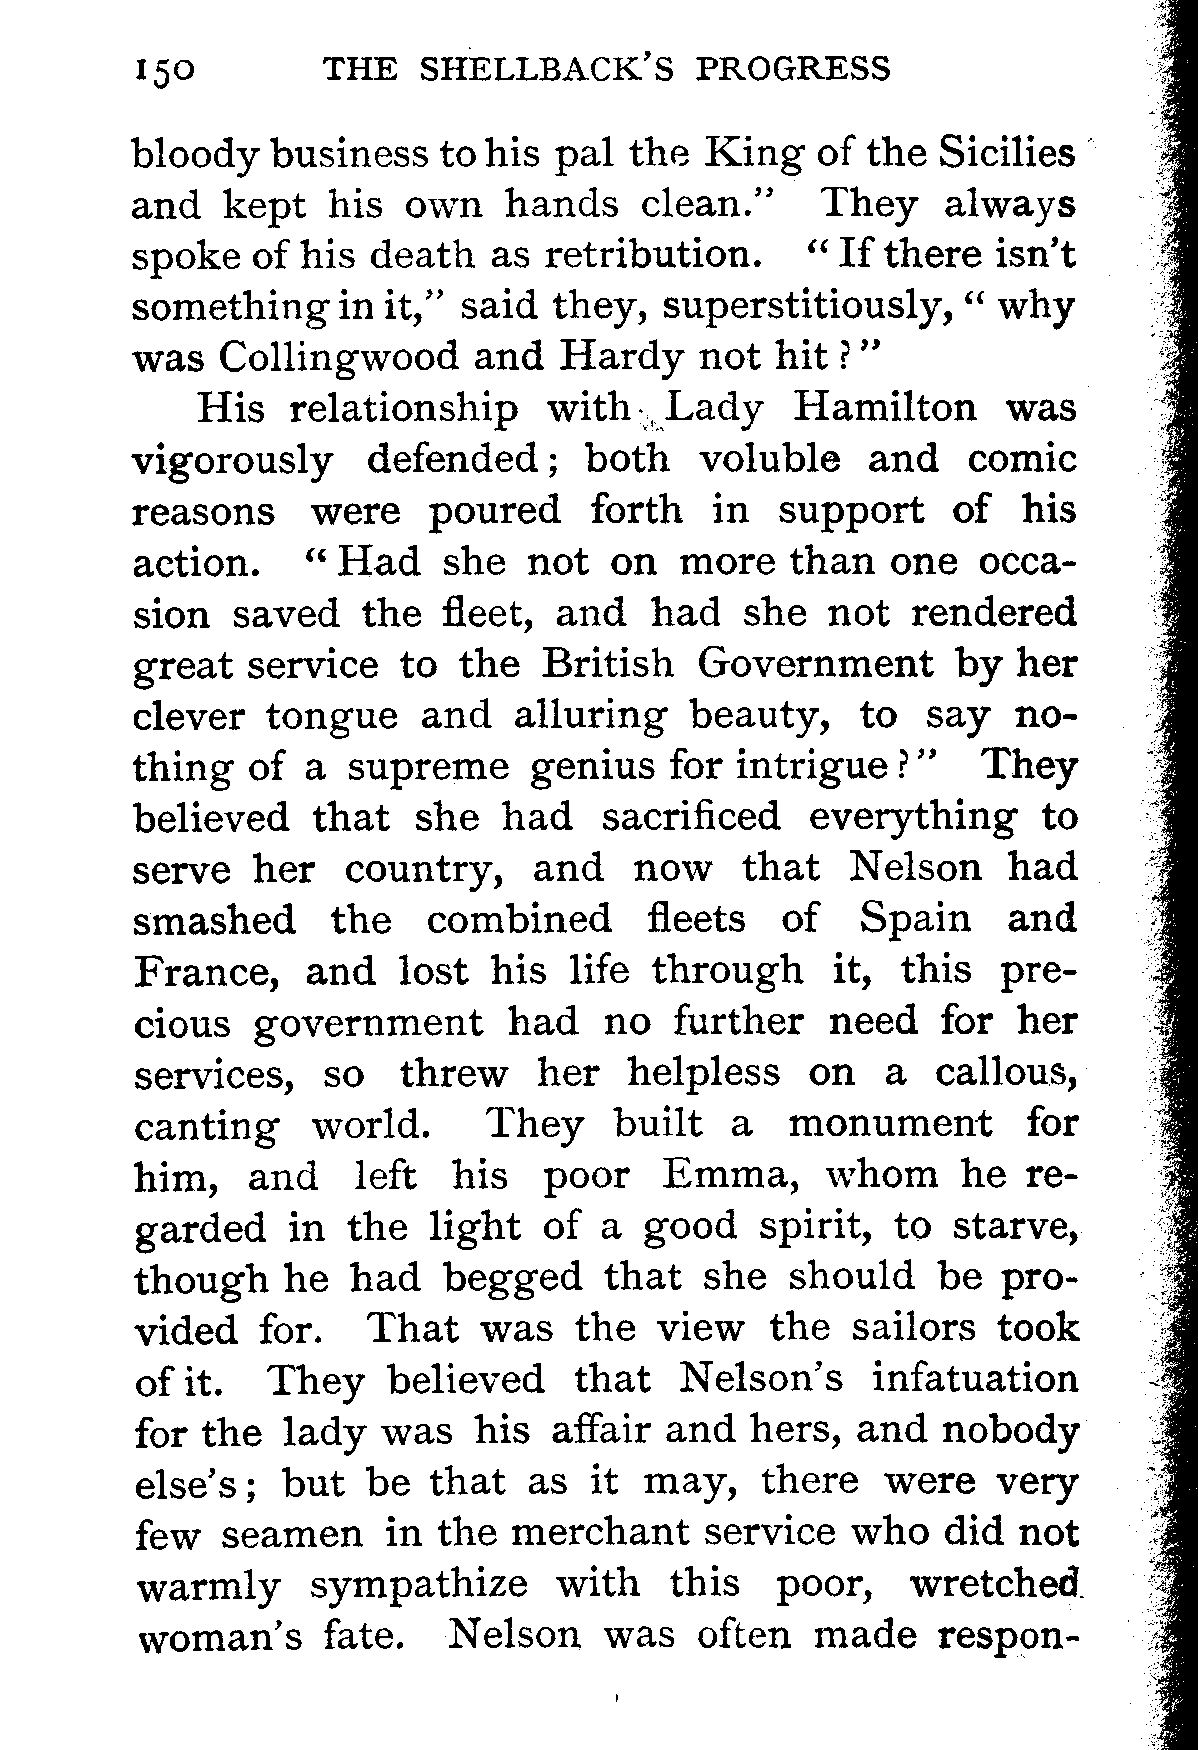 150 THE SHELLBACK'S PROGRESS
bloody business to his pal the King of the Sicilies
and kept his own hands clean." They always
spoke of his death as retribution. "If there isn't
something in it," said they, superstitiously, "why
was Collingwood and Hardy not hit?"
His relationship with Lady Hamilton was
vigorously defended; both voluble and comic
reasons were poured forth in support of his
action. "Had she not on more than one occa-
sion saved the fleet, and had she not rendered
great service to the British Government by her
clever tongue and alluring beauty, to say no-
thing of a supreme genius for intrigue?" They
believed that she had sacrificed everything to
serve her country, and now that Nelson had
smashed the combined fleets of Spain and
France, and lost his life through it, this pre-
cious government had no further need for her
services, so threw her helpless on a callous,
canting world. They built a monument for
him, and left his poor Emma, whom he re-
garded in the light of a good spirit, to starve,
though he had begged that she should be pro-
vided for. That was the view the sailors took
of it. They believed that Nelson's infatuation
for the lady was his affair and hers, and nobody
else's; but be that as it may, there were very
few seamen in the merchant service who did not
warmly sympathize with this poor, wretched
woman's fate. Nelson was often made respon-